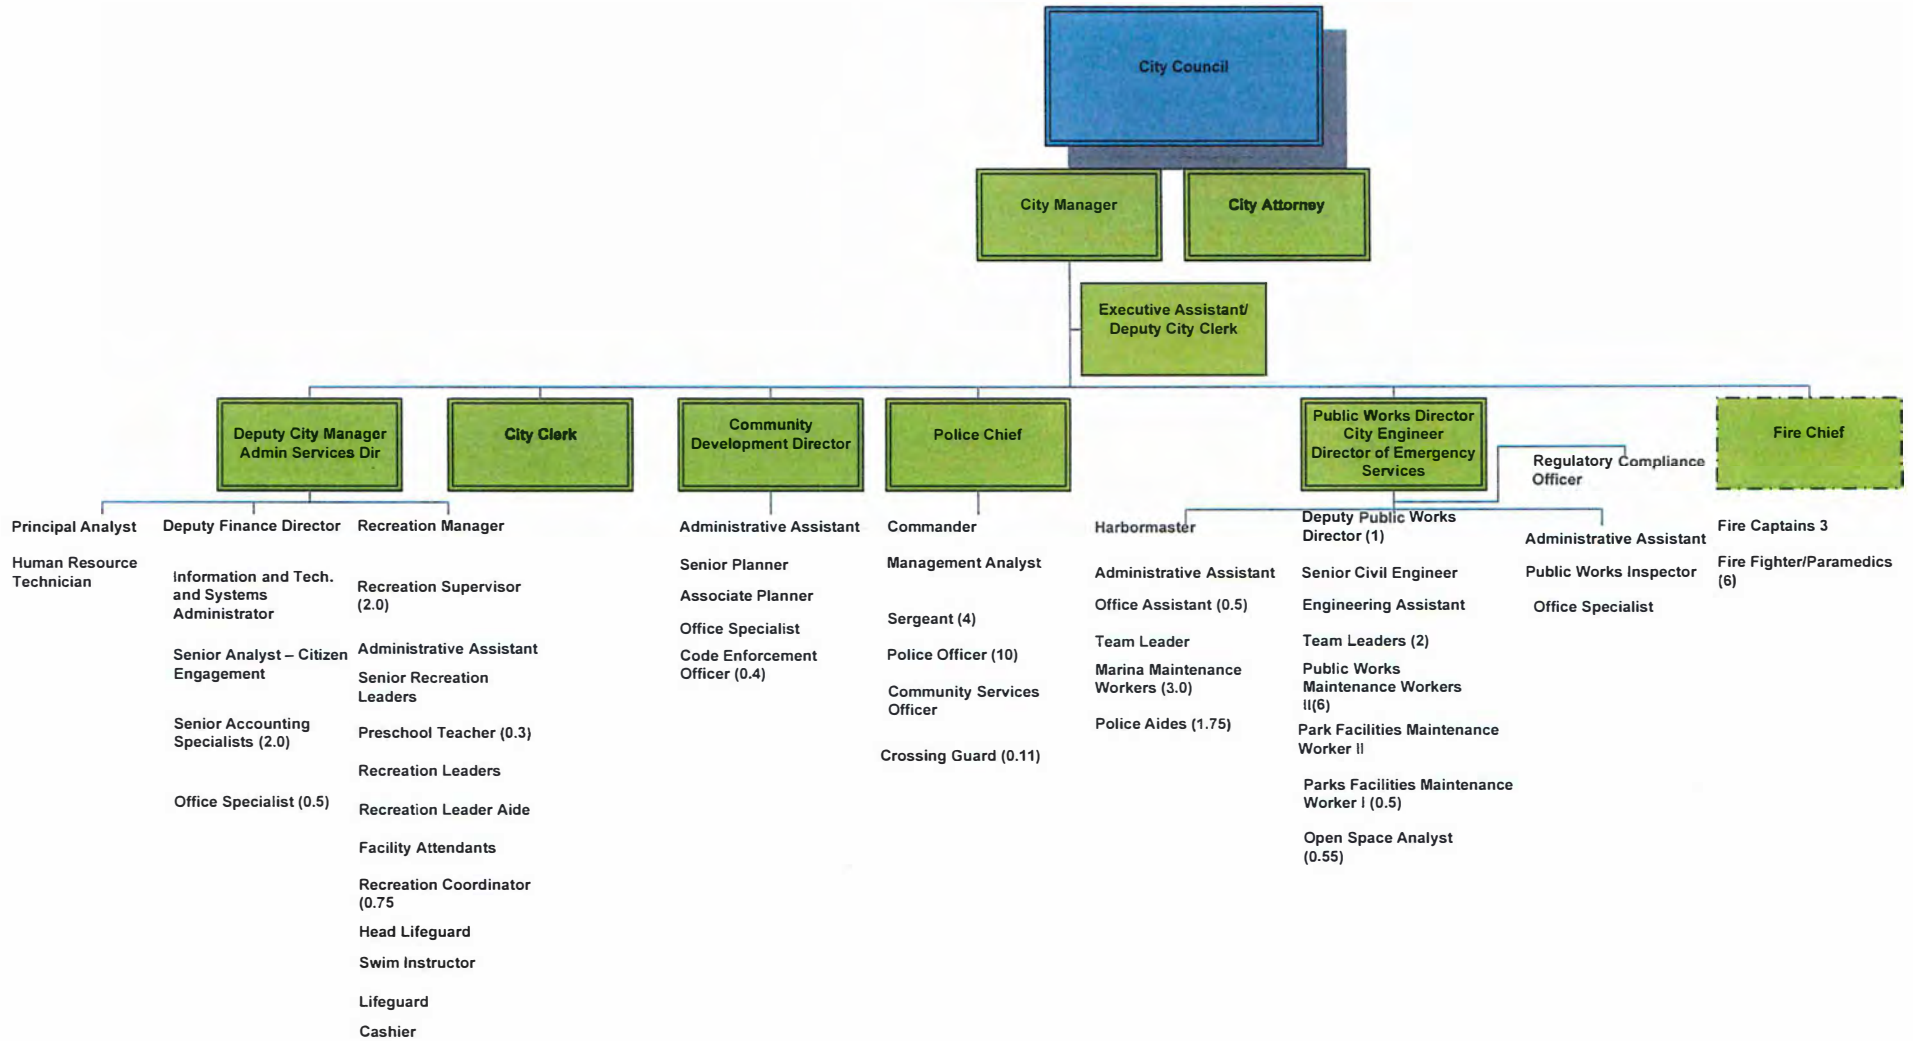 City Council
City Manager
City Attorney
Executive Assistant/
Deputy City Clerk
Deputy City Manager
Admin Services Dir
City Clerk
Community
Development Director
Police Chief
Public Works Director
City Engineer
Director of Emergency
Services
Regulatory Compliance
Officer
Fire Chief
Principal Analyst
Human Resource
Technician
Deputy Finance Director
Information and Tech.
and Systems
Administrator
Senior Analyst – Citizen
Engagement
Senior Accounting
Specialists (2.0)
Office Specialist (0.5)
Recreation Manager
Recreation Supervisor
(2.0)
Administrative Assistant
Senior Recreation
Leaders
Preschool Teacher (0.3)
Recreation Leaders
Recreation Leader Aide
Facility Attendants
Recreation Coordinator
(0.75
Head Lifeguard
Swim Instructor
Lifeguard
Cashier
Administrative Assistant
Senior Planner
Associate Planner
Office Specialist
Code Enforcement
Officer (0.4)
Commander
Management Analyst
Sergeant (4)
Police Officer (10)
Community Services
Officer
Crossing Guard (0.11)
Harbormaster
Administrative Assistant
Office Assistant (0.5)
Team Leader
Marina Maintenance
Workers (3.0)
Police Aides (1.75)
Deputy Public Works
Director (1)
Senior Civil Engineer
Engineering Assistant
Team Leaders (2)
Public Works
Maintenance Workers
II(6)
Park Facilities Maintenance
Worker II
Parks Facilities Maintenance
Worker I (0.5)
Open Space Analyst
(0.55)
Administrative Assistant
Public Works Inspector
Office Specialist
Fire Captains 3
Fire Fighter/Paramedics
(6)